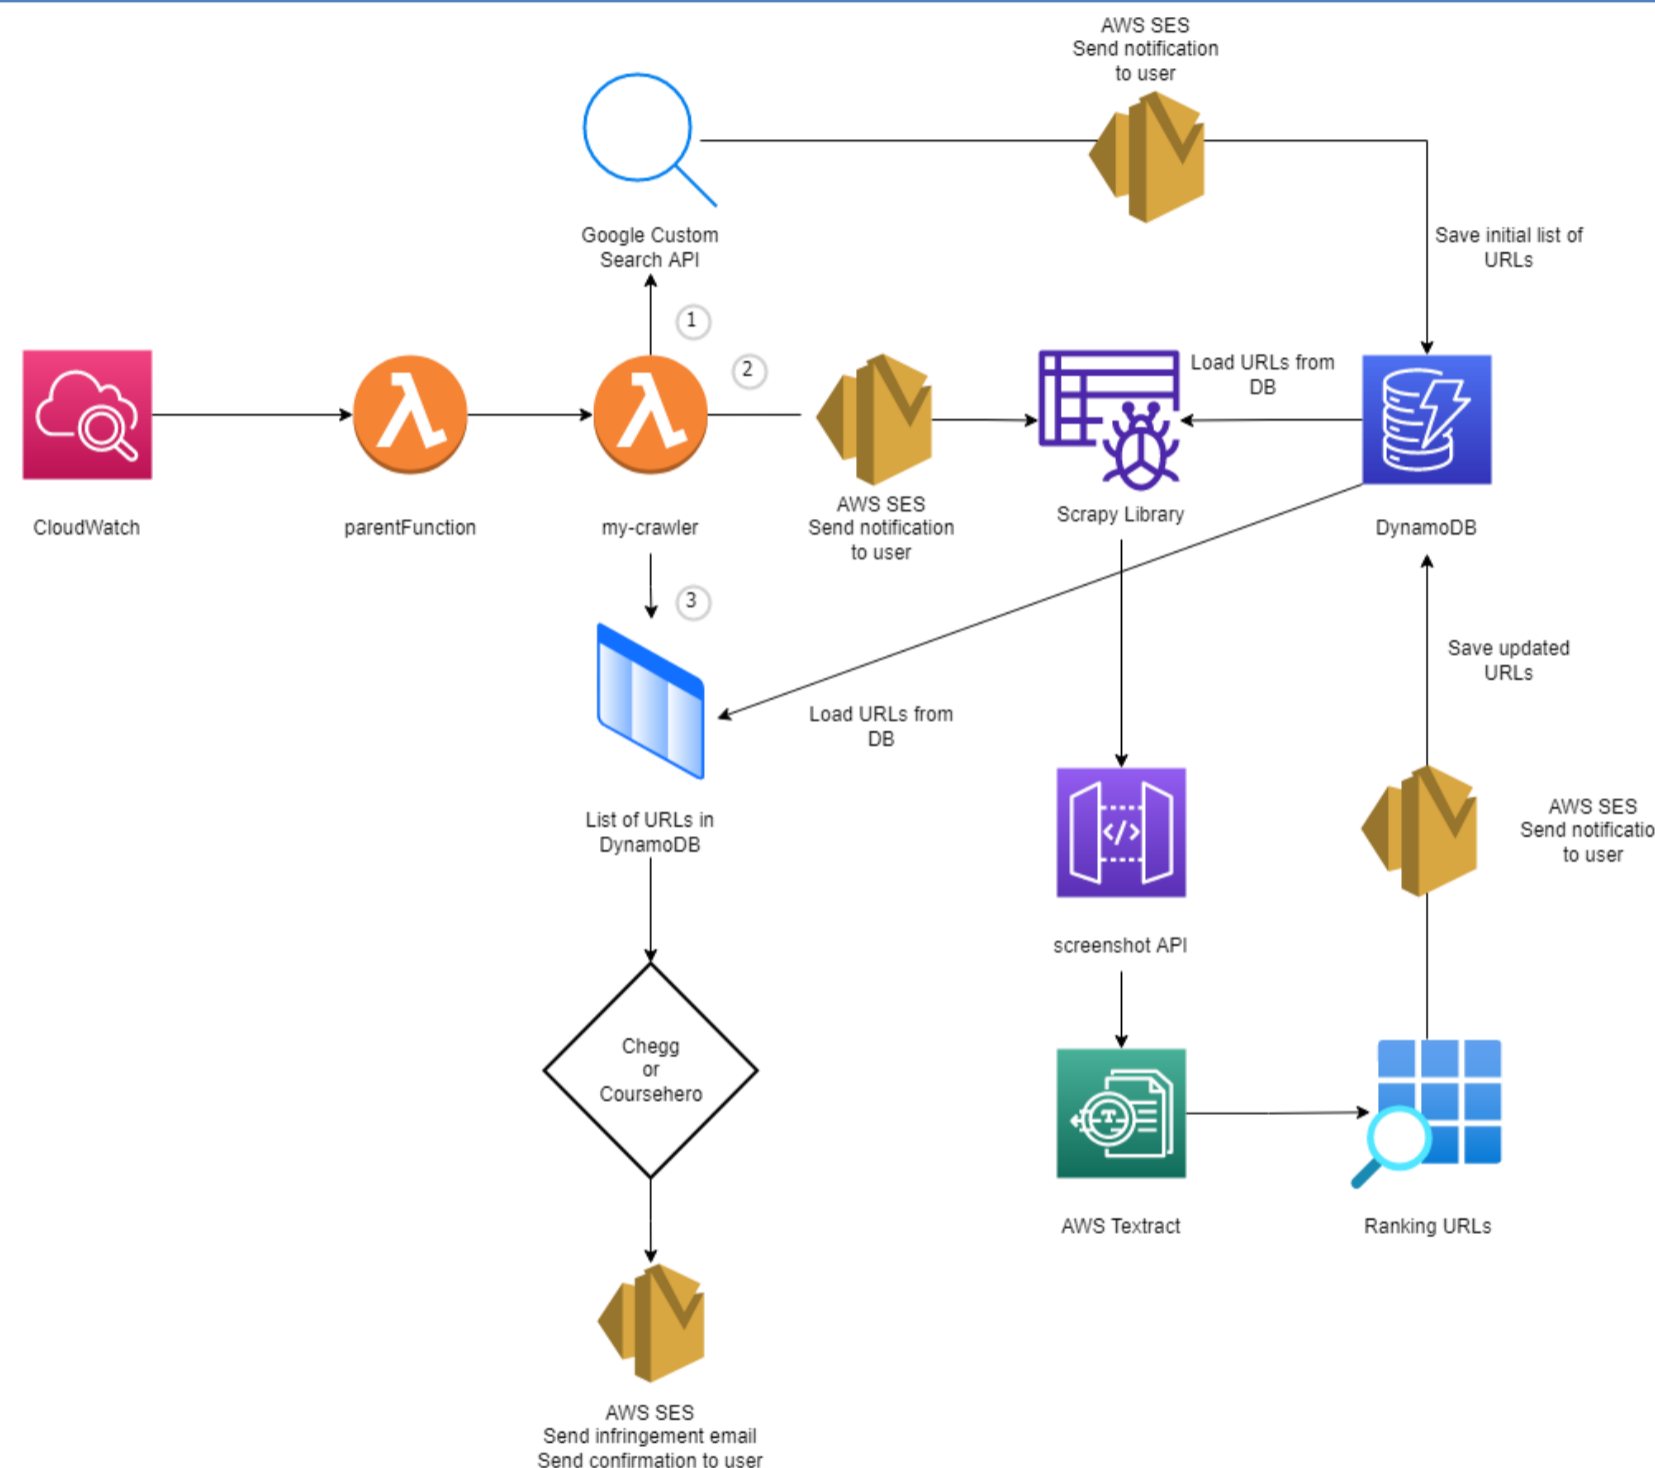 AWS SES
Send notification
to user
Google Custom
Search API
Save initial list of
URLs
1
2
Load URLs from
DB
CloudWatch
parentFunction
my-crawler
AWS SES
Send notification
to user
Scrapy Library
DynamoDB
3
Load URLs from
DB
Save updated
URLs
List of URLs in
DynamoDB
</>
AWS SES
Send notificatio
to user
screenshot API
Chegg
or
Coursehero
T
AWS Textract
Ranking URLs
AWS SES
Send infringement email
Send confirmation to user